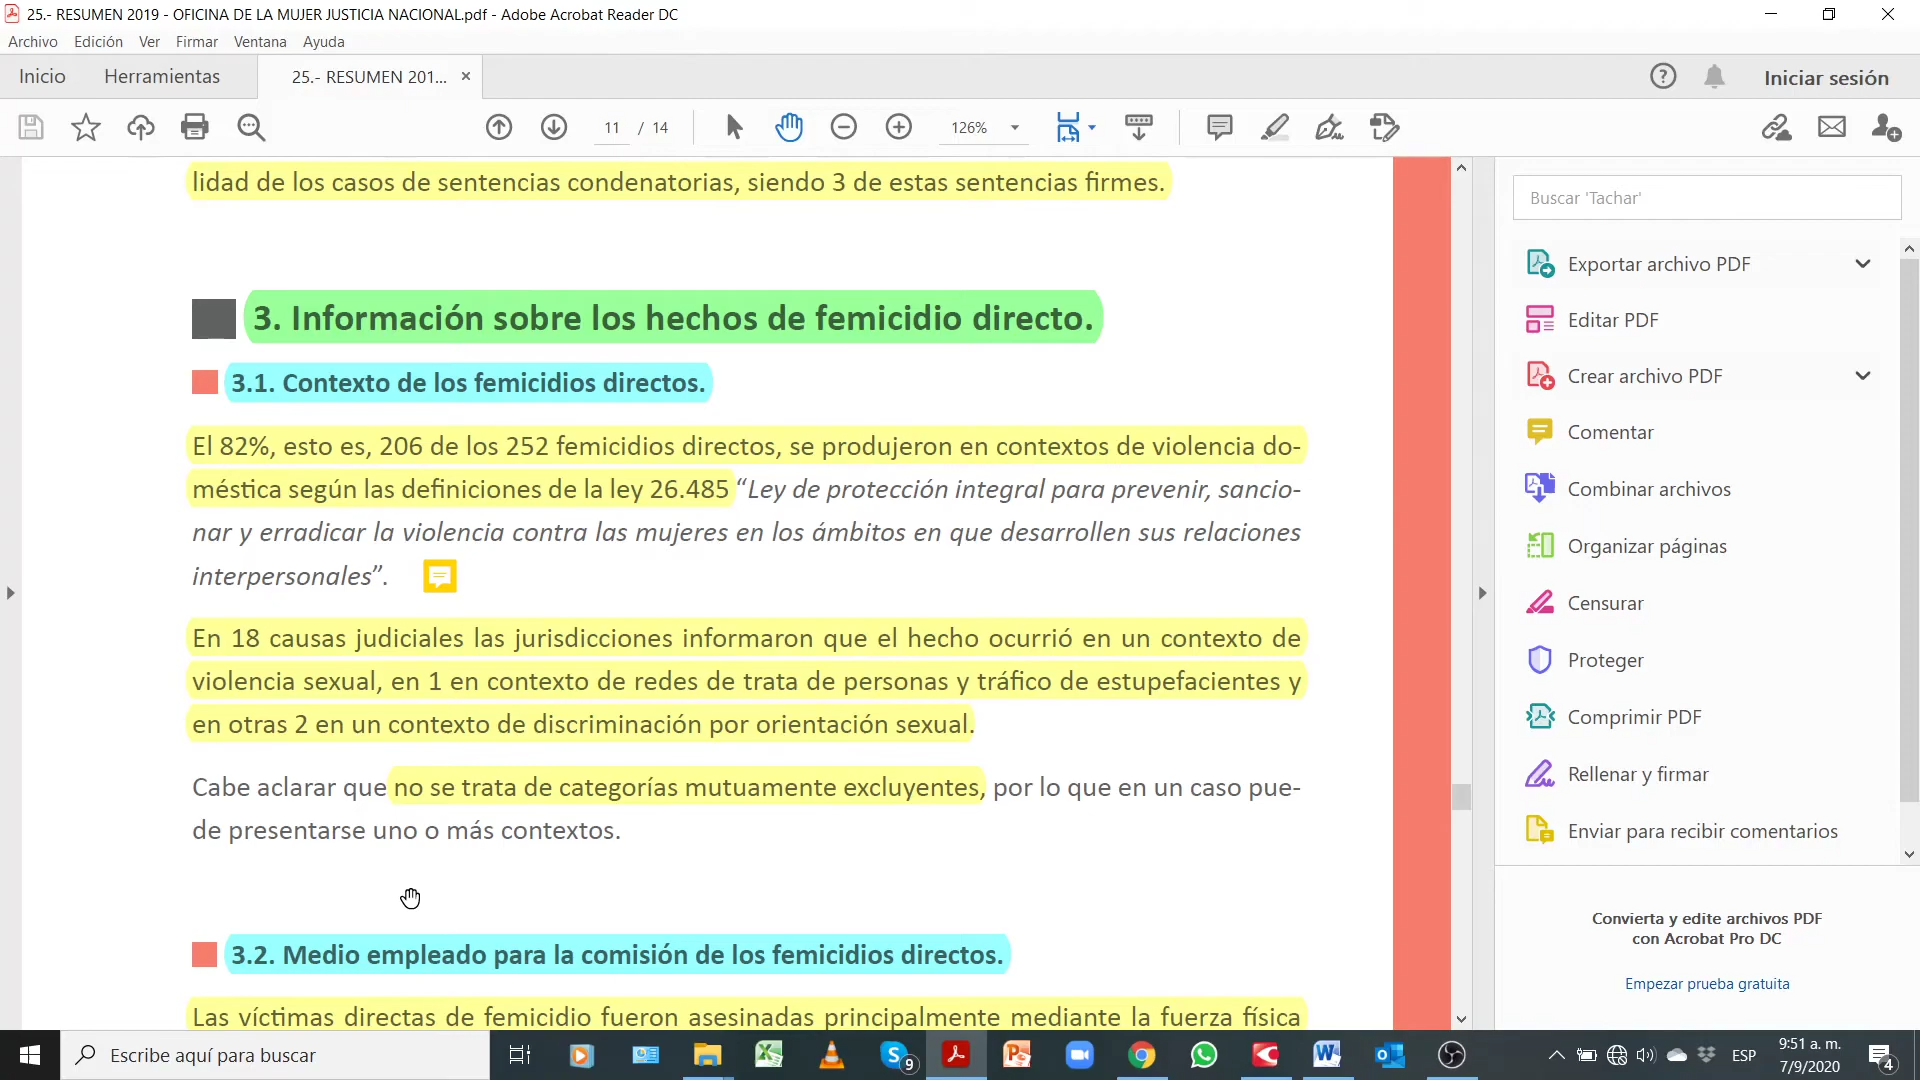 25.- RESUMEN 2019 - OFICINA DE LA MUJER JUSTICIA NACIONAL.pdf - Adobe Acrobat Reader DC
Archivo Edición Ver Firmar Ventana Ayuda
Inicio Herramientas 25.- RESUMEN 201... × Iniciar sesión
11 / 14 126%
lidad de los casos de sentencias condenatorias, siendo 3 de estas sentencias firmes.
3. Información sobre los hechos de femicidio directo.
3.1. Contexto de los femicidios directos.
El 82%, esto es, 206 de los 252 femicidios directos, se produjeron en contextos de violencia do-
méstica según las definiciones de la ley 26.485 “Ley de protección integral para prevenir, sancio-
nar y erradicar la violencia contra las mujeres en los ámbitos en que desarrollen sus relaciones
interpersonales”.
En 18 causas judiciales las jurisdicciones informaron que el hecho ocurrió en un contexto de
violencia sexual, en 1 en contexto de redes de trata de personas y tráfico de estupefacientes y
en otras 2 en un contexto de discriminación por orientación sexual.
Cabe aclarar que no se trata de categorías mutuamente excluyentes, por lo que en un caso pue-
de presentarse uno o más contextos.
3.2. Medio empleado para la comisión de los femicidios directos.
Las víctimas directas de femicidio fueron asesinadas principalmente mediante la fuerza física
Buscar 'Tachar'
Exportar archivo PDF
Editar PDF
Crear archivo PDF
Comentar
Combinar archivos
Organizar páginas
Censurar
Proteger
Comprimir PDF
Rellenar y firmar
Enviar para recibir comentarios
Convierta y edite archivos PDF
con Acrobat Pro DC
Empezar prueba gratuita
Escribe aquí para buscar
9
ESP
9:51 a. m.
7/9/2020
4